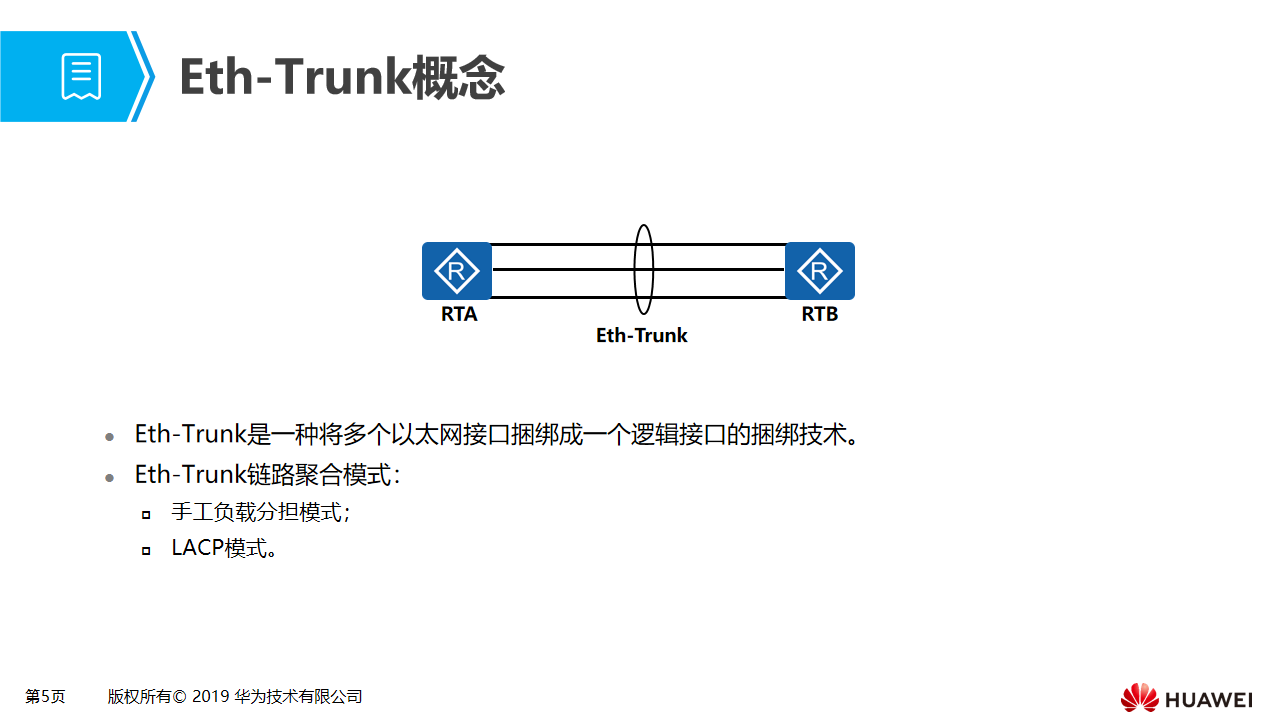 Eth-Trunk概念
R
R
RTA
RTB
Eth-Trunk
Eth-Trunk是一种将多个以太网接口捆绑成一个逻辑接口的捆绑技术。
Eth-Trunk链路聚合模式：
手工负载分担模式；
LACP模式。
第5页
版权所有© 2019 华为技术有限公司
HUAWEI